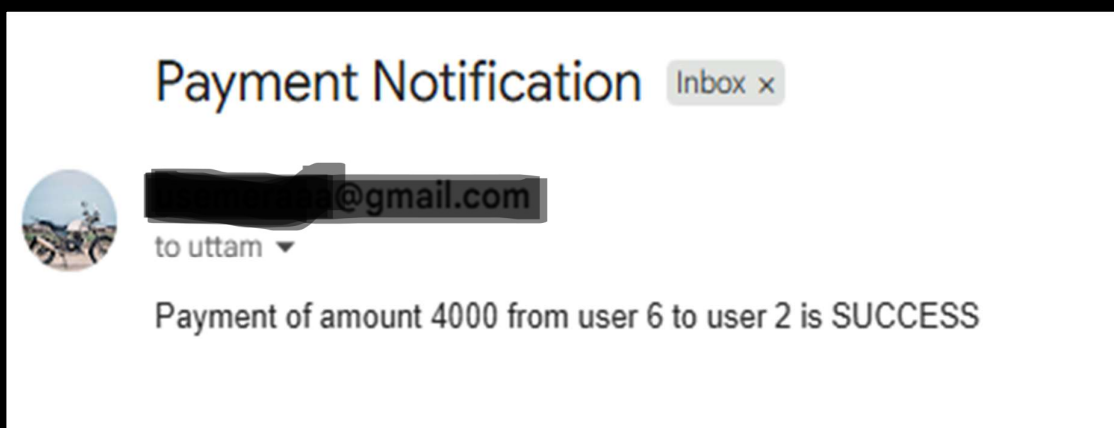 Payment Notification Inbox ×
@gmail.com
to uttam
Payment of amount 4000 from user 6 to user 2 is SUCCESS